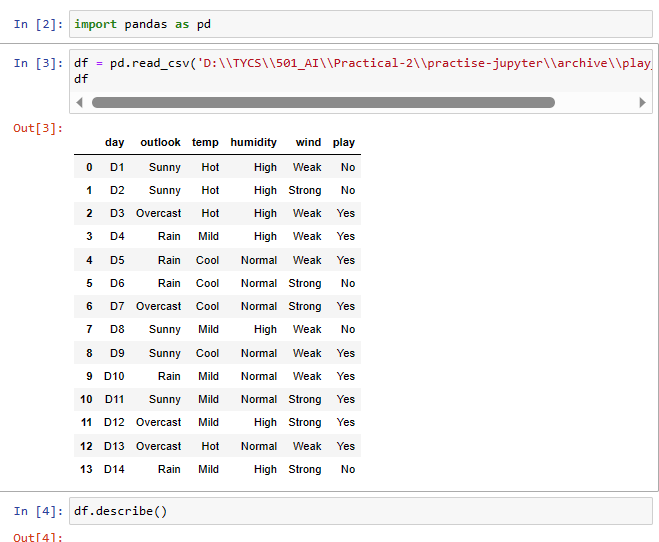 In [2]: import pandas as pd
In [3]: df = pd.read_csv('D:\\TYCS\\501_AI\\Practical-2\\practise-jupyter\\archive\\play_
df
Out[3]:
day outlook temp humidity wind play
0 D1 Sunny Hot High Weak No
1 D2 Sunny Hot High Strong No
2 D3 Overcast Hot High Weak Yes
3 D4 Rain Mild High Weak Yes
4 D5 Rain Cool Normal Weak Yes
5 D6 Rain Cool Normal Strong No
6 D7 Overcast Cool Normal Strong Yes
7 D8 Sunny Mild High Weak No
8 D9 Sunny Cool Normal Weak Yes
9 D10 Rain Mild Normal Weak Yes
10 D11 Sunny Mild Normal Strong Yes
11 D12 Overcast Mild High Strong Yes
12 D13 Overcast Hot Normal Weak Yes
13 D14 Rain Mild High Strong No
In [4]: df.describe()
Out[4]: